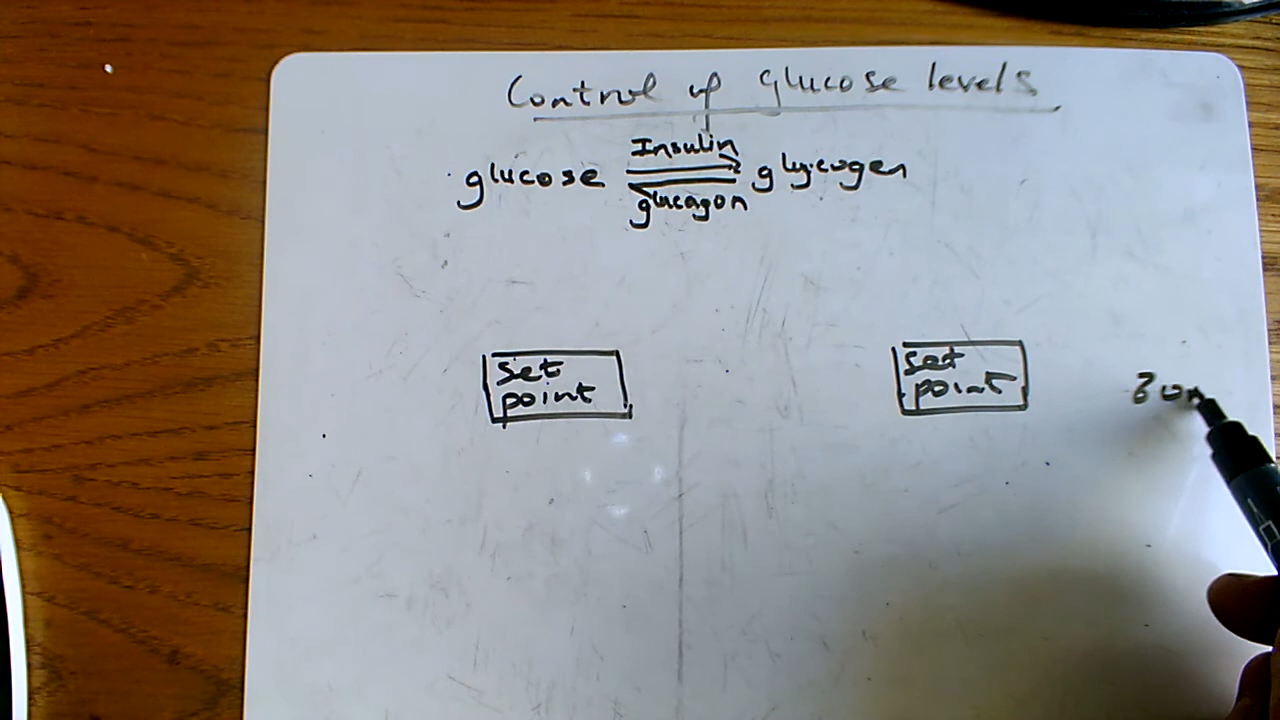 Control of glucose levels
Insulin
glucose glycogen
glucagon
set
point
set
point